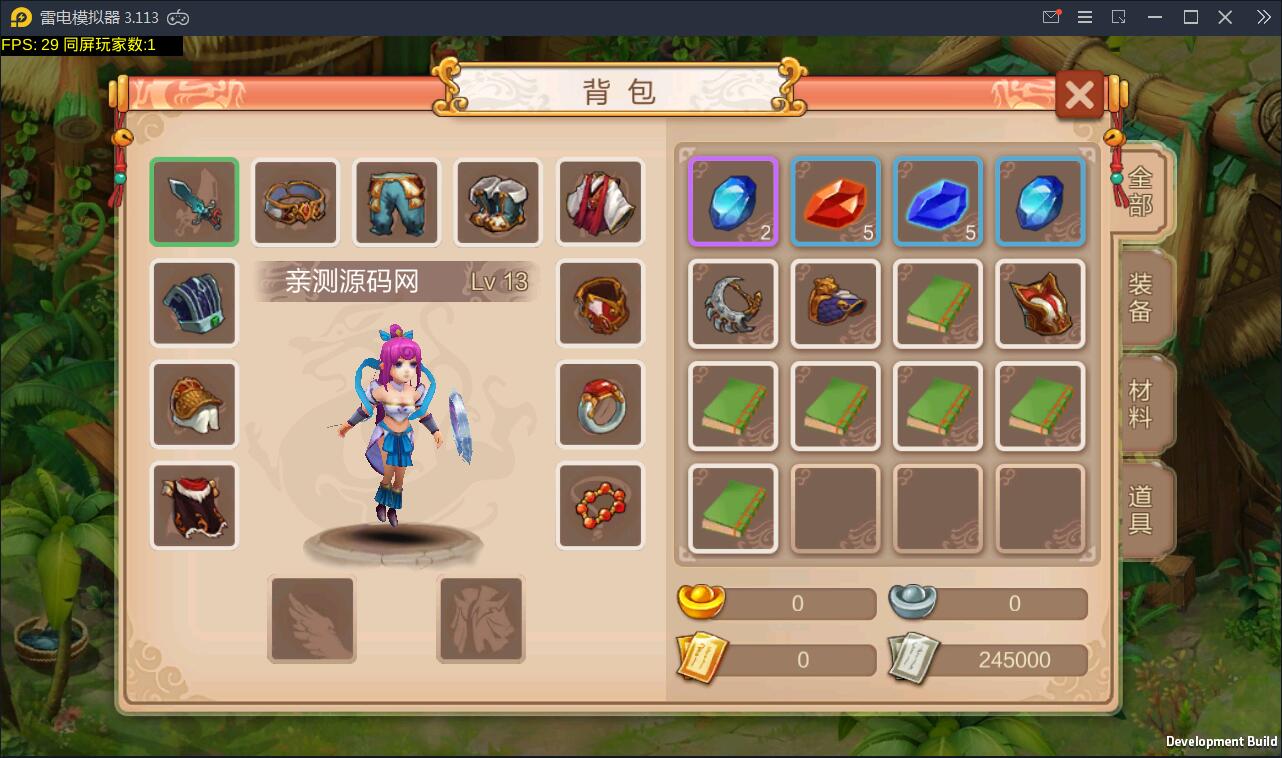 雷电模拟器 3.113
FPS: 29 同屏玩家数:1
背包
亲测源码网 Lv 13
2
5
5
全部
装备
材料
道具
0
0
0
245000
Development Build